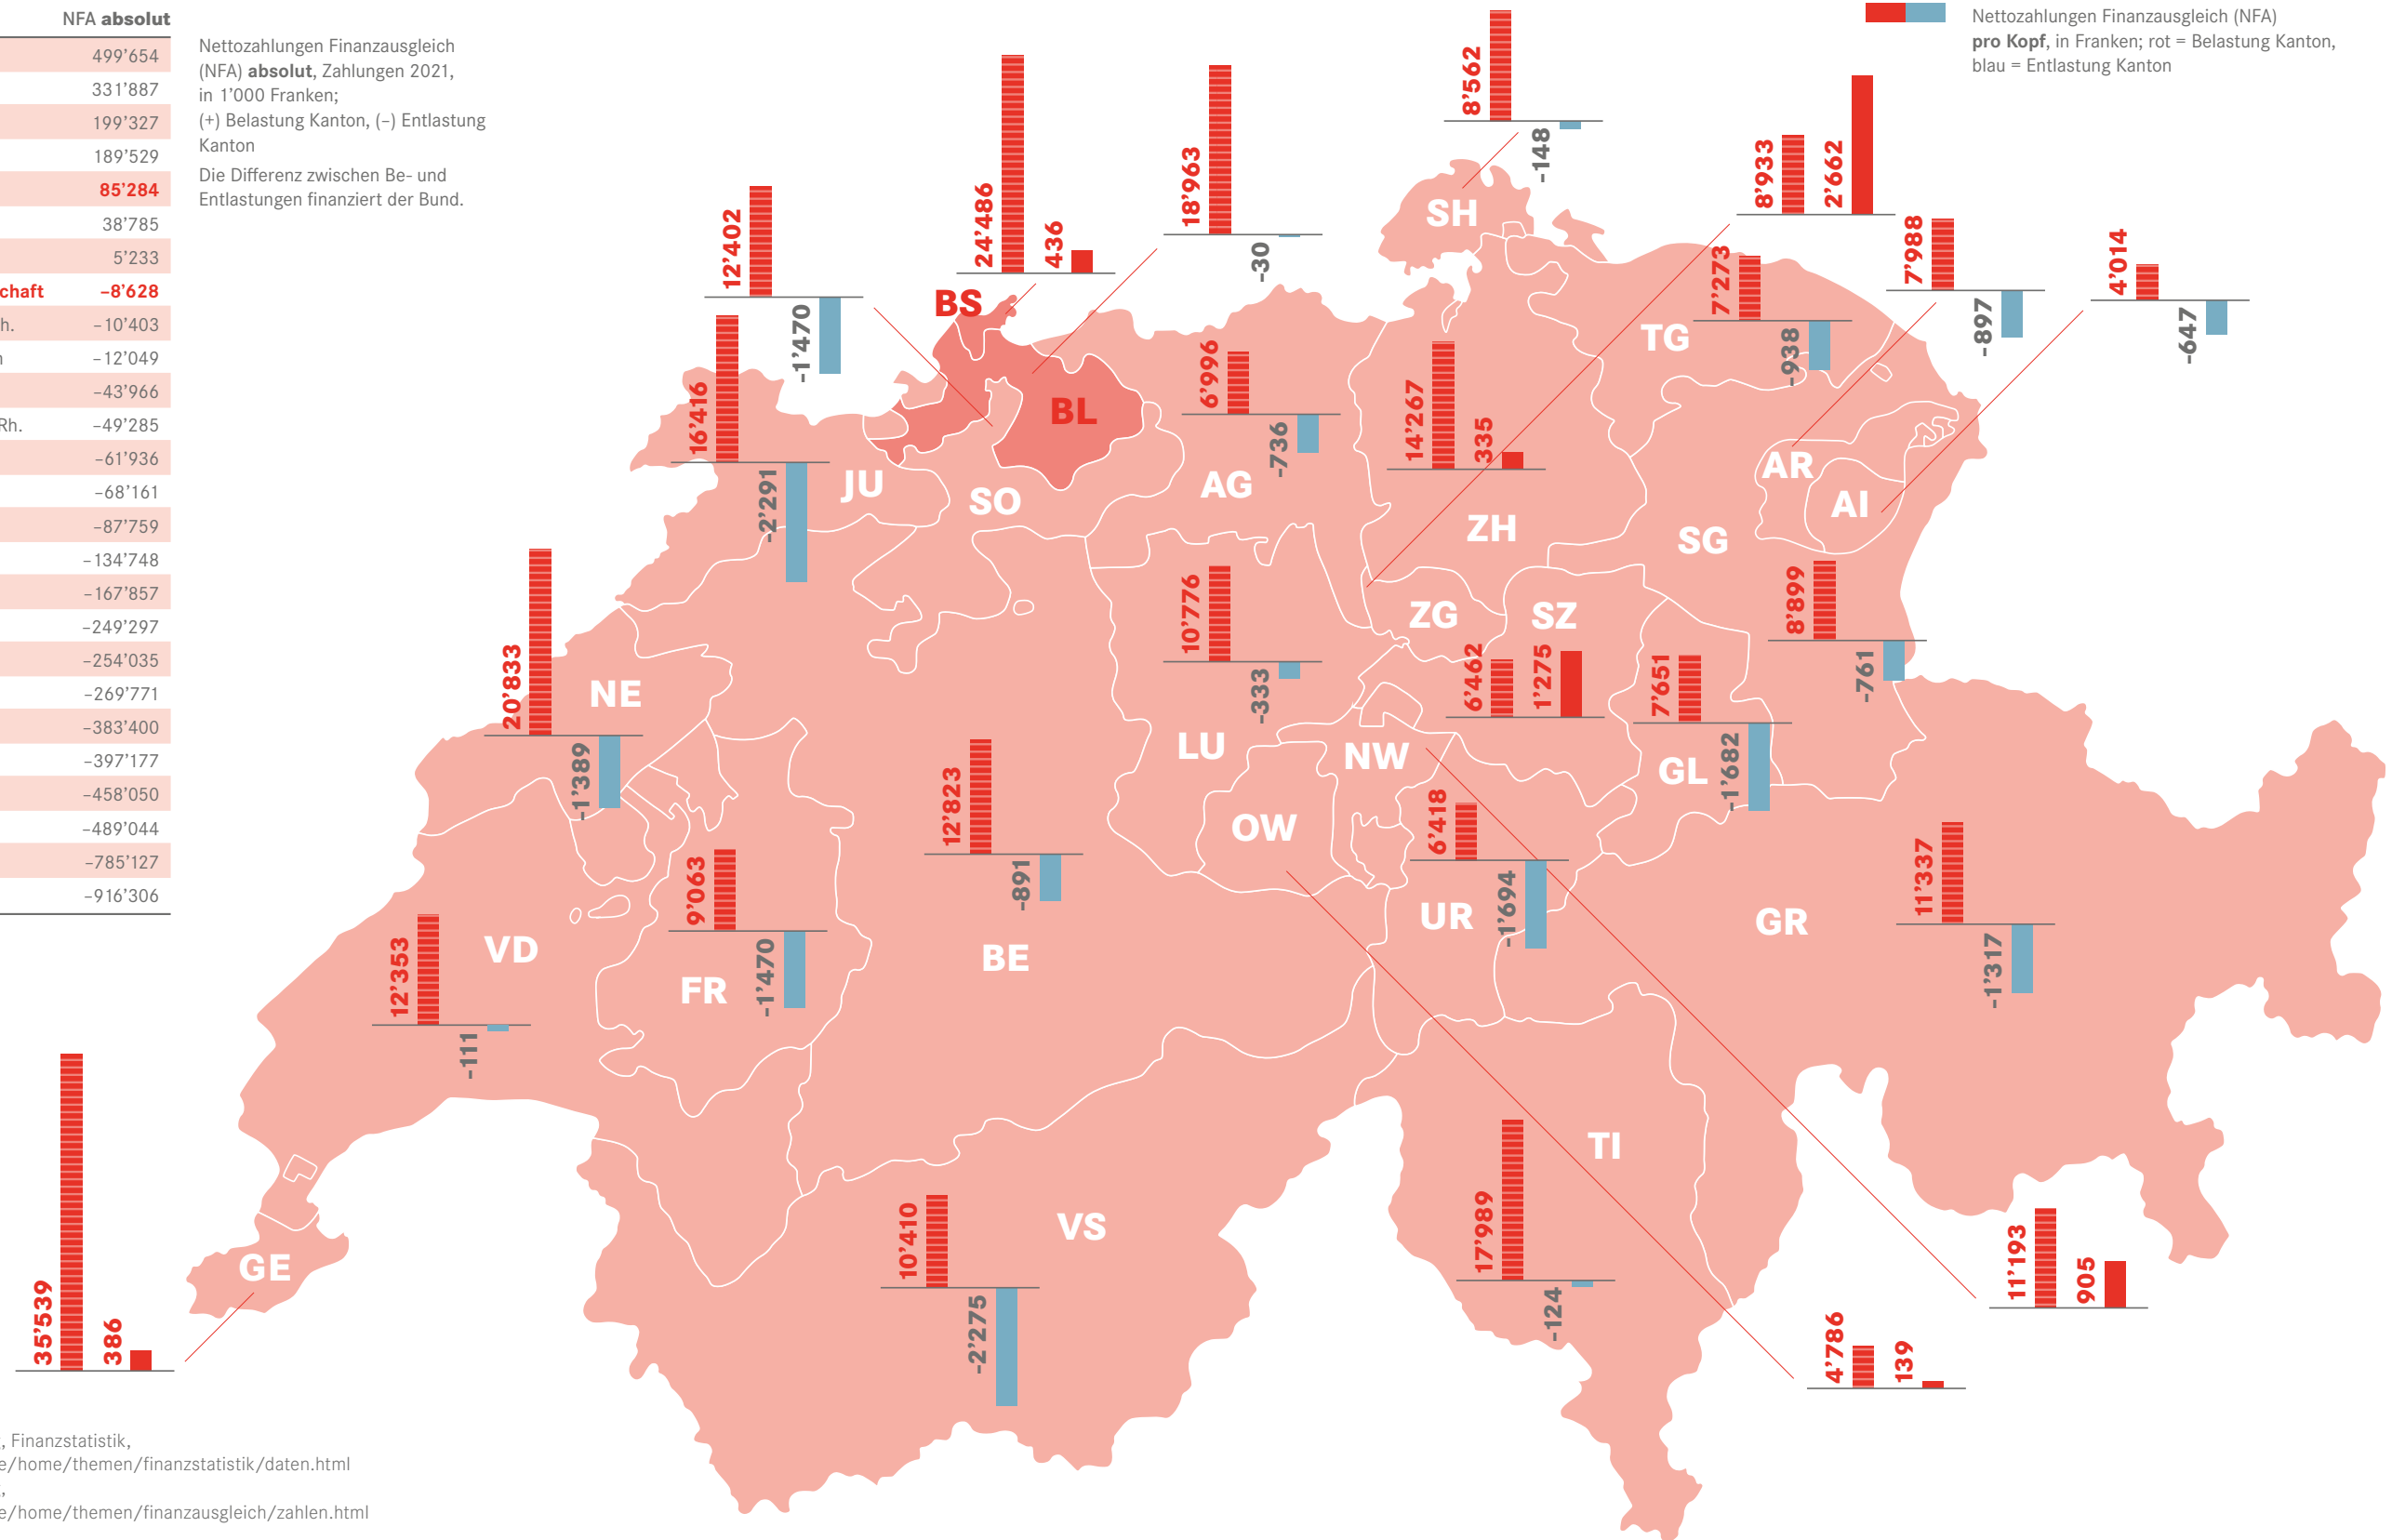 NFA absolut
499’654
331’887
199’327
189’529
85’284
38’785
5’233
chaft –8’628
h. –10’403
n –12’049
–43’966
Rh. –49’285
–61’936
–68’161
–87’759
–134’748
–167’857
–249’297
–254’035
–269’771
–383’400
–397’177
–458’050
–489’044
–785’127
–916’306
Nettozahlungen Finanzausgleich
(NFA) absolut, Zahlungen 2021,
in 1’000 Franken;
(+) Belastung Kanton, (–) Entlastung
Kanton
Die Differenz zwischen Be- und
Entlastungen finanziert der Bund.
Nettozahlungen Finanzausgleich (NFA)
pro Kopf, in Franken; rot = Belastung Kanton,
blau = Entlastung Kanton
8’562
-148
24’486
436
18’963
-30
8’933
2’662
12’402
-1’470
7’988
-897
4’014
-647
SH
BS
BL
7’273
-938
TG
16’416
-2’291
JU
SO
6’996
-736
AG
14’267
335
ZH
AR
AI
SG
8’899
-761
20’833
-1’389
NE
10’776
-333
LU
ZG
SZ
6’462
1’275
7’651
-1’682
GL
NW
OW
12’823
-891
BE
6’418
-1’694
UR
11’337
-1’317
GR
12’353
-111
VD
9’063
-1’470
FR
35’539
386
GE
10’410
-2’275
VS
17’989
-124
TI
11’193
905
4’786
139
, Finanzstatistik,
e/home/themen/finanzstatistik/daten.html
,
e/home/themen/finanzausgleich/zahlen.html